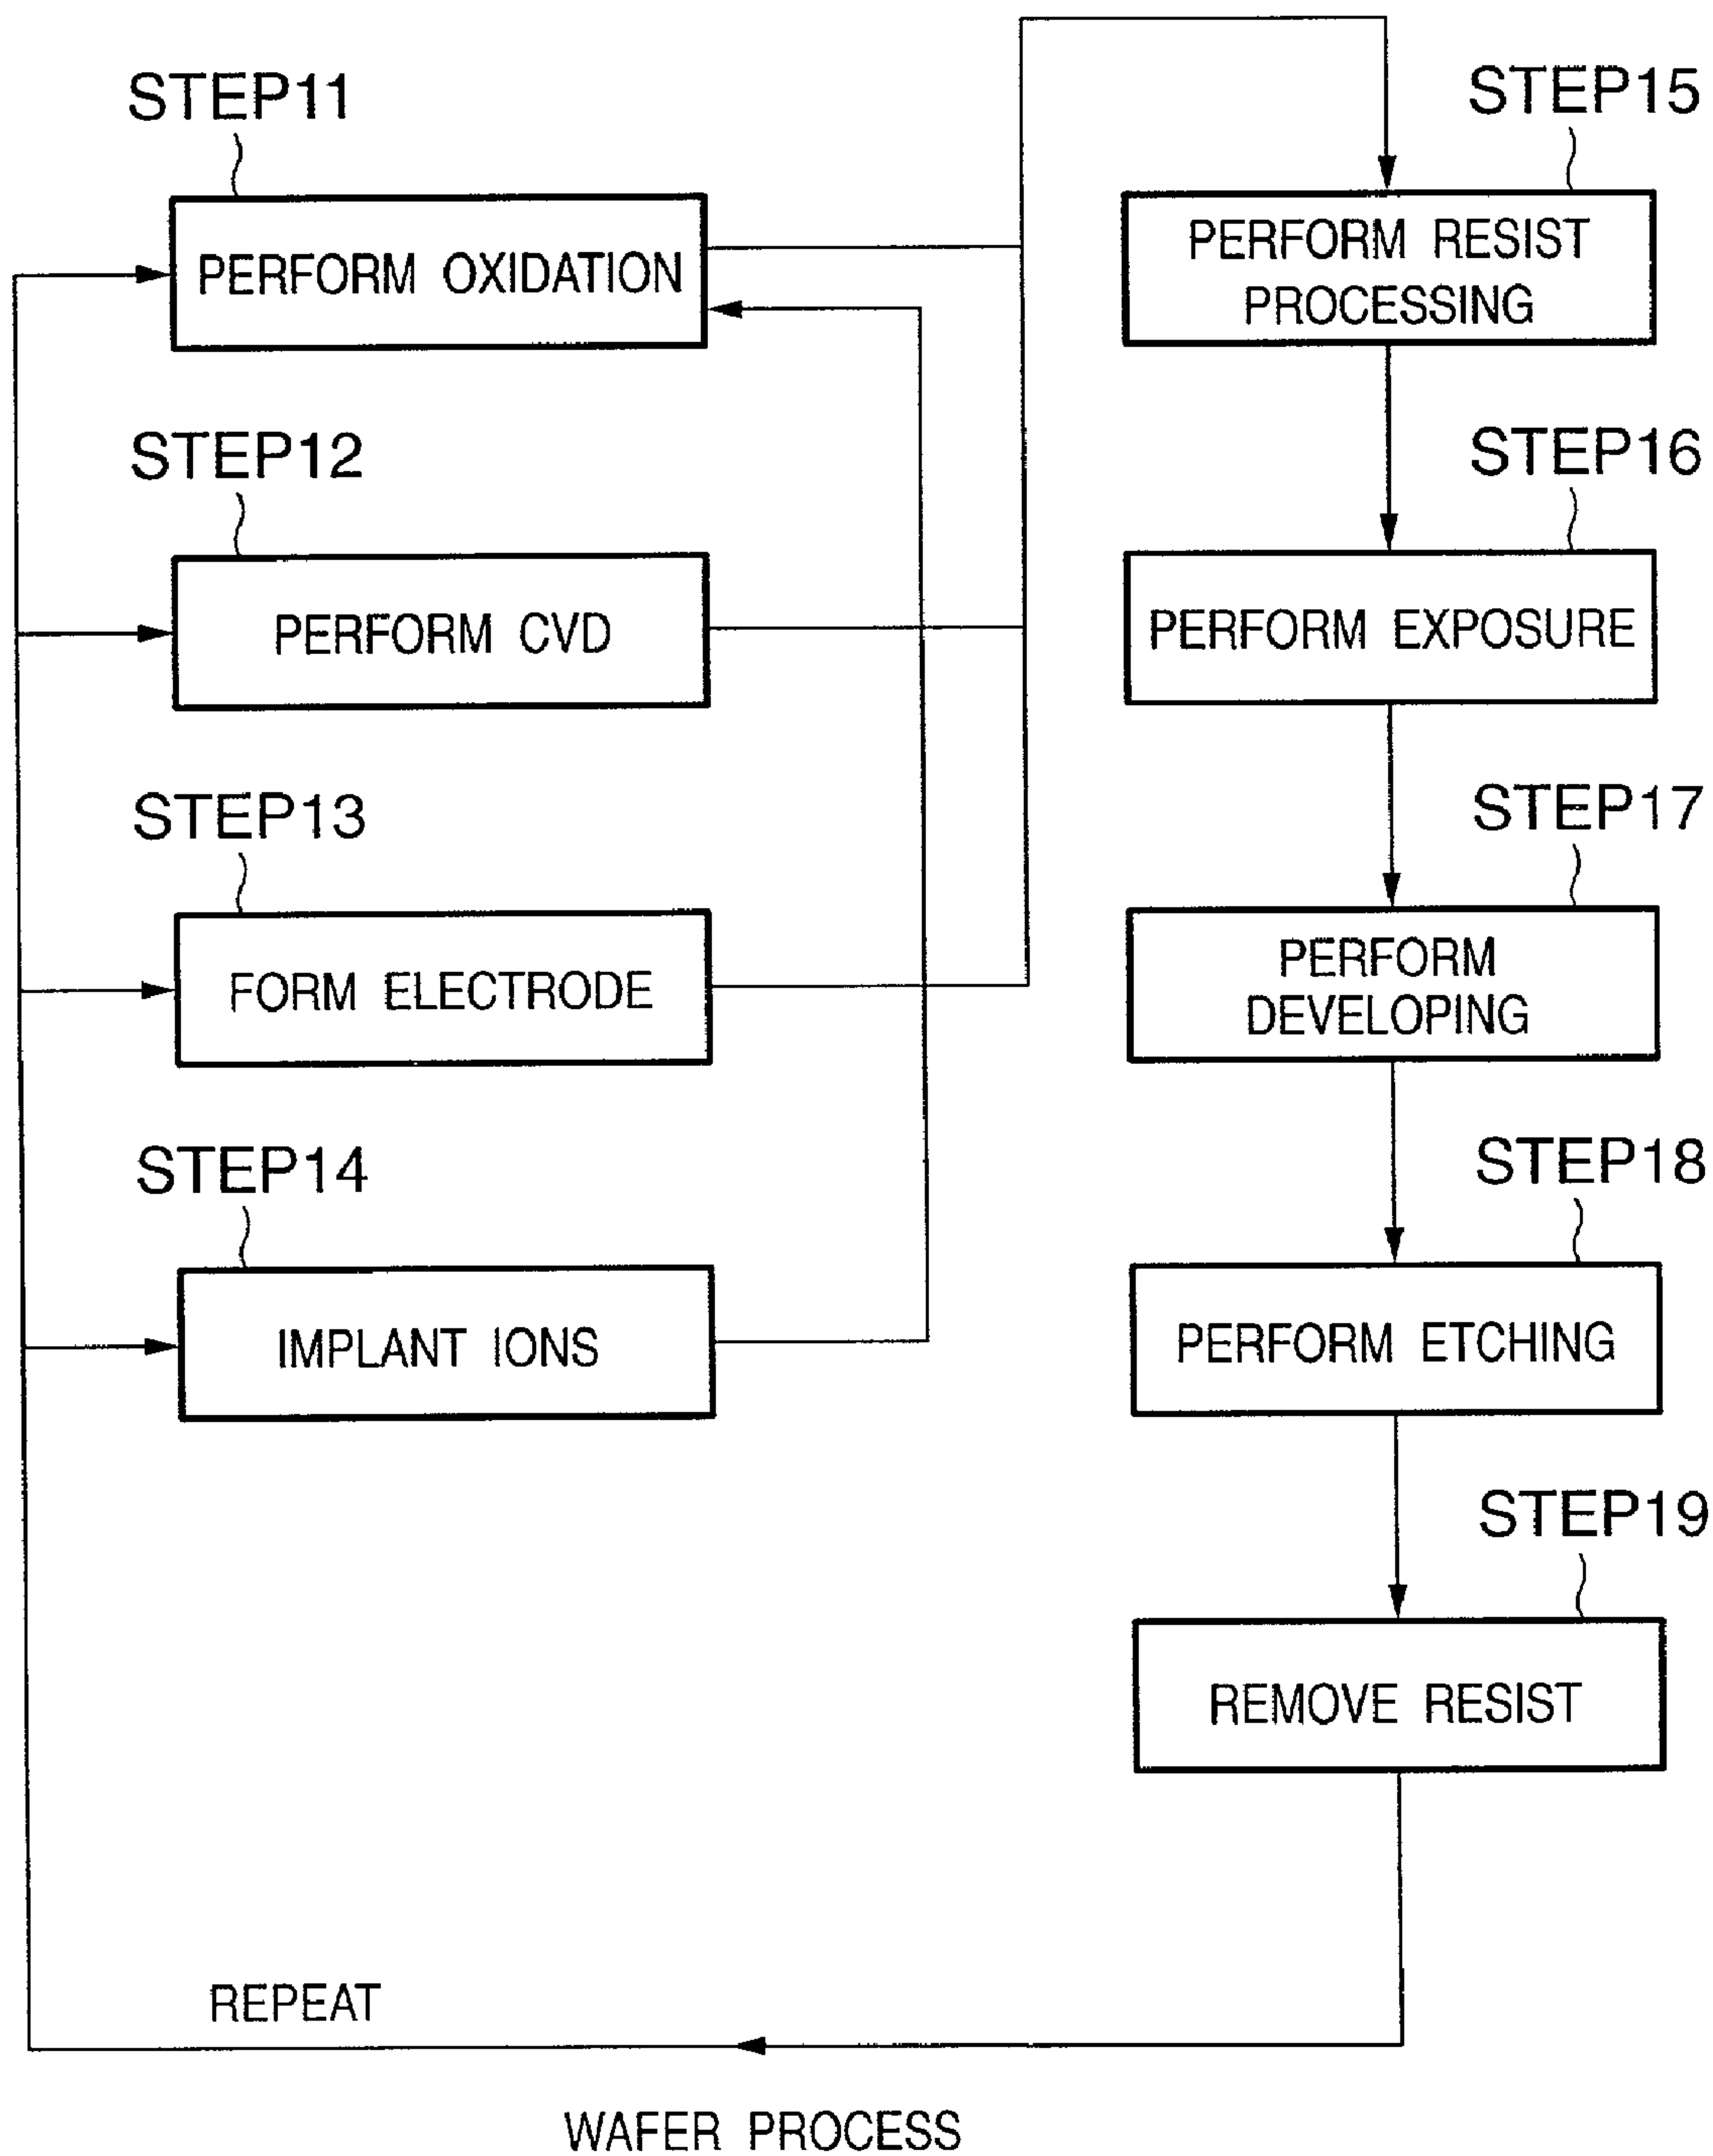 STEP11
PERFORM OXIDATION
STEP12
PERFORM CVD
STEP13
FORM ELECTRODE
STEP14
IMPLANT IONS
STEP15
PERFORM RESIST
PROCESSING
STEP16
PERFORM EXPOSURE
STEP17
PERFORM
DEVELOPING
STEP18
PERFORM ETCHING
STEP19
REMOVE RESIST
REPEAT
WAFER PROCESS